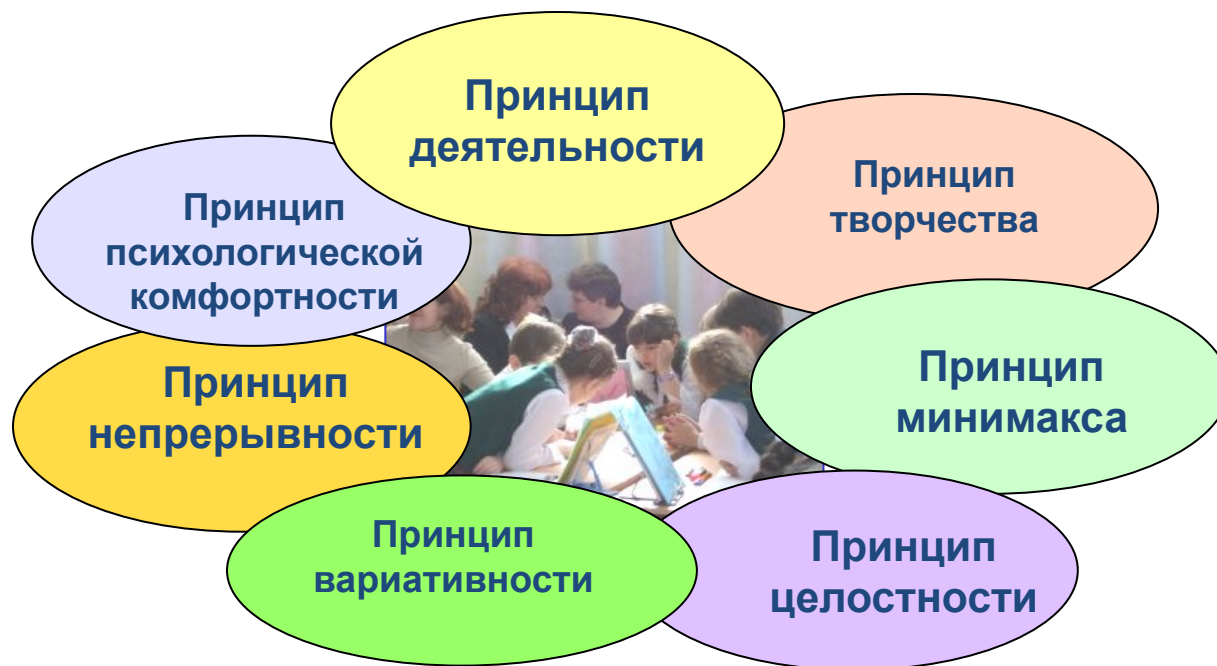 Принцип
деятельности
Принцип
творчества
Принцип
психологической
комфортности
Принцип
минимакса
Принцип
непрерывности
Принцип
вариативности
Принцип
целостности